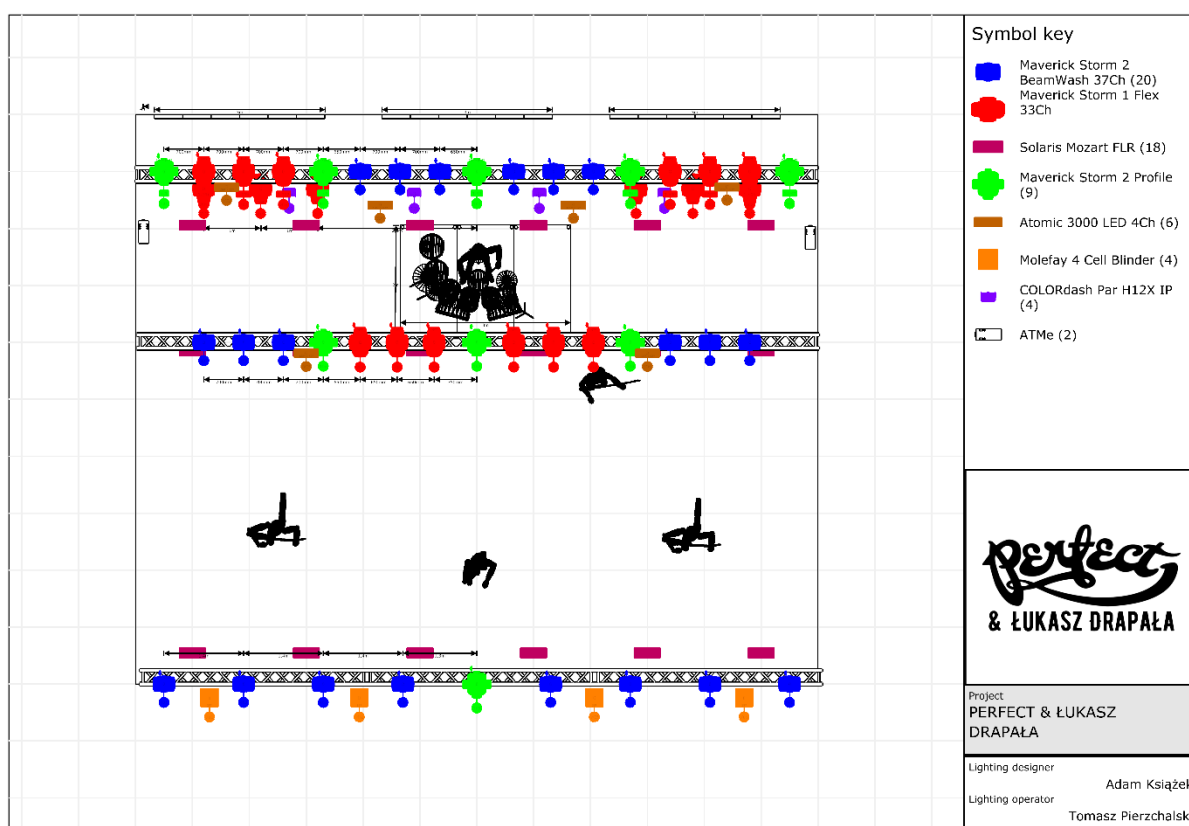 Symbol key
Maverick Storm 2
BeamWash 37Ch (20)
Maverick Storm 1 Flex
33Ch
Solaris Mozart FLR (18)
Maverick Storm 2 Profile
(9)
Atomic 3000 LED 4Ch (6)
Molefay 4 Cell Blinder (4)
COLORdash Par H12X IP
(4)
ATMe (2)
perfect
& ŁUKASZ DRAPAŁA
Project
PERFECT & ŁUKASZ
DRAPAŁA
Lighting designer
Adam Książek
Lighting operator
Tomasz Pierzchalsk